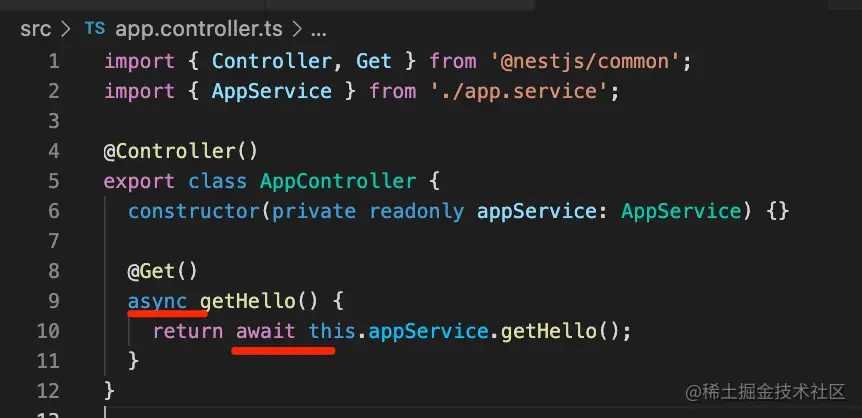 src > TS app.controller.ts > ...
1 import { Controller, Get } from '@nestjs/common';
2 import { AppService } from './app.service';
3
4 @Controller()
5 export class AppController {
6   constructor(private readonly appService: AppService) {}
7
8   @Get()
9   async getHello() {
10     return await this.appService.getHello();
11   }
12 }
13
@稀土掘金技术社区